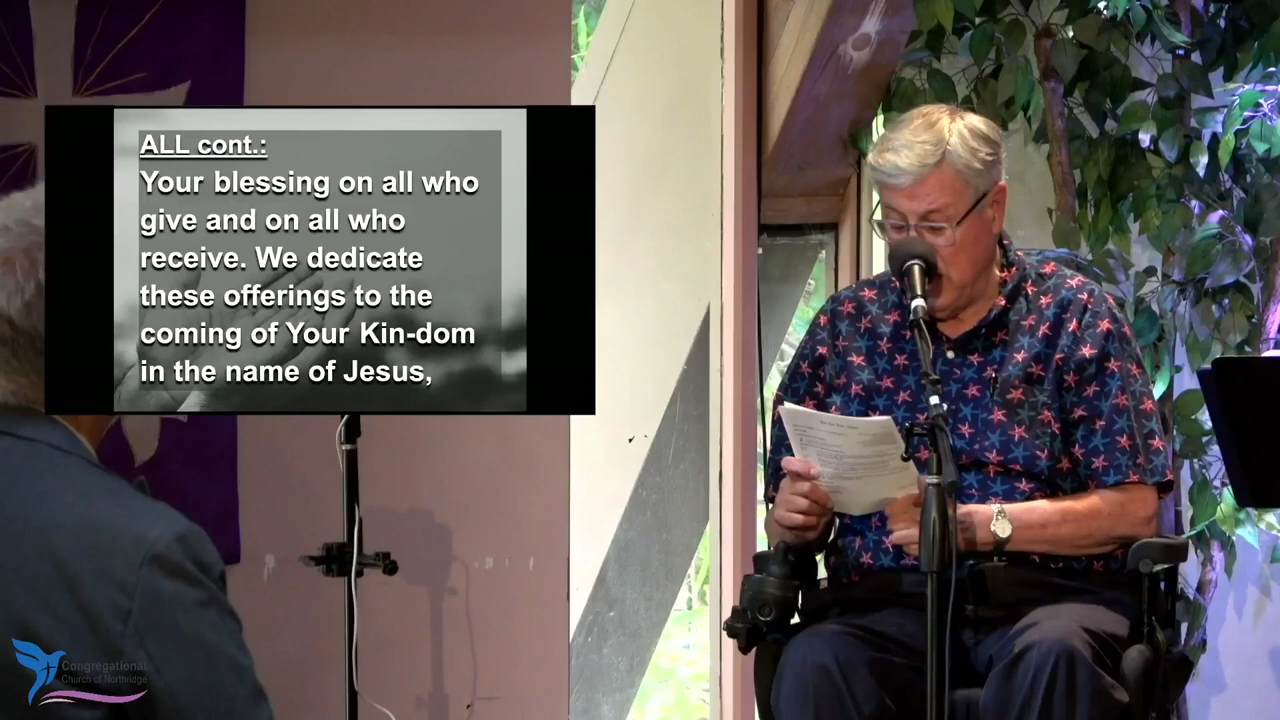 ALL cont.:
Your blessing on all who
give and on all who
receive. We dedicate
these offerings to the
coming of Your Kin-dom
in the name of Jesus,
Congregational
Church of Northridge